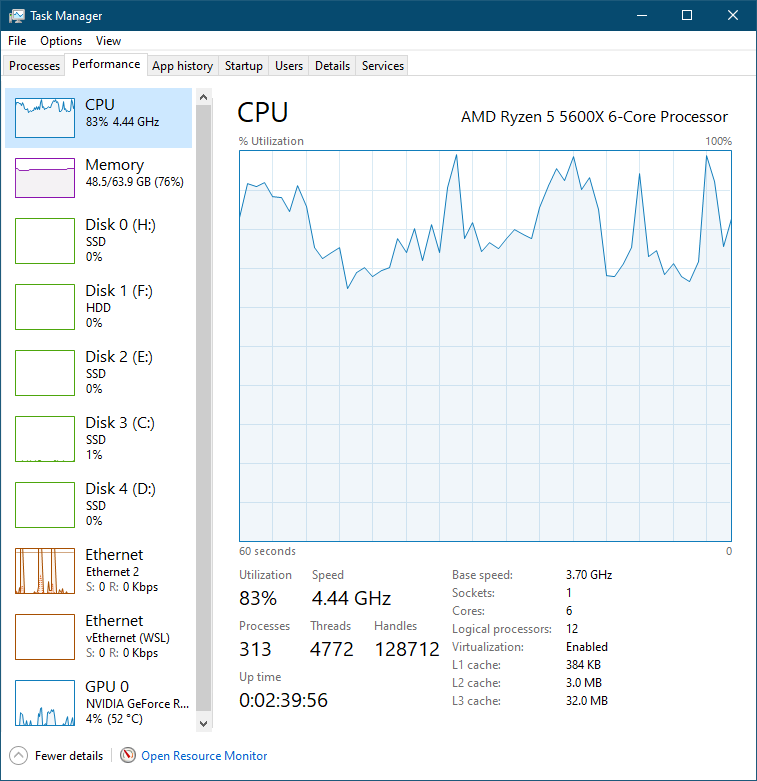 Task Manager
File Options View
Processes Performance App history Startup Users Details Services
CPU
83% 4.44 GHz
Memory
48.5/63.9 GB (76%)
Disk 0 (H:)
SSD
0%
Disk 1 (F:)
HDD
0%
Disk 2 (E:)
SSD
0%
Disk 3 (C:)
SSD
1%
Disk 4 (D:)
SSD
0%
Ethernet
Ethernet 2
S: 0 R: 0 Kbps
Ethernet
vEthernet (WSL)
S: 0 R: 0 Kbps
GPU 0
NVIDIA GeForce R...
4% (52 °C)
CPU AMD Ryzen 5 5600X 6-Core Processor
% Utilization 100%
60 seconds 0
Utilization Speed
83% 4.44 GHz
Processes Threads Handles
313 4772 128712
Up time
0:02:39:56
Base speed: 3.70 GHz
Sockets: 1
Cores: 6
Logical processors: 12
Virtualization: Enabled
L1 cache: 384 KB
L2 cache: 3.0 MB
L3 cache: 32.0 MB
Fewer details Open Resource Monitor